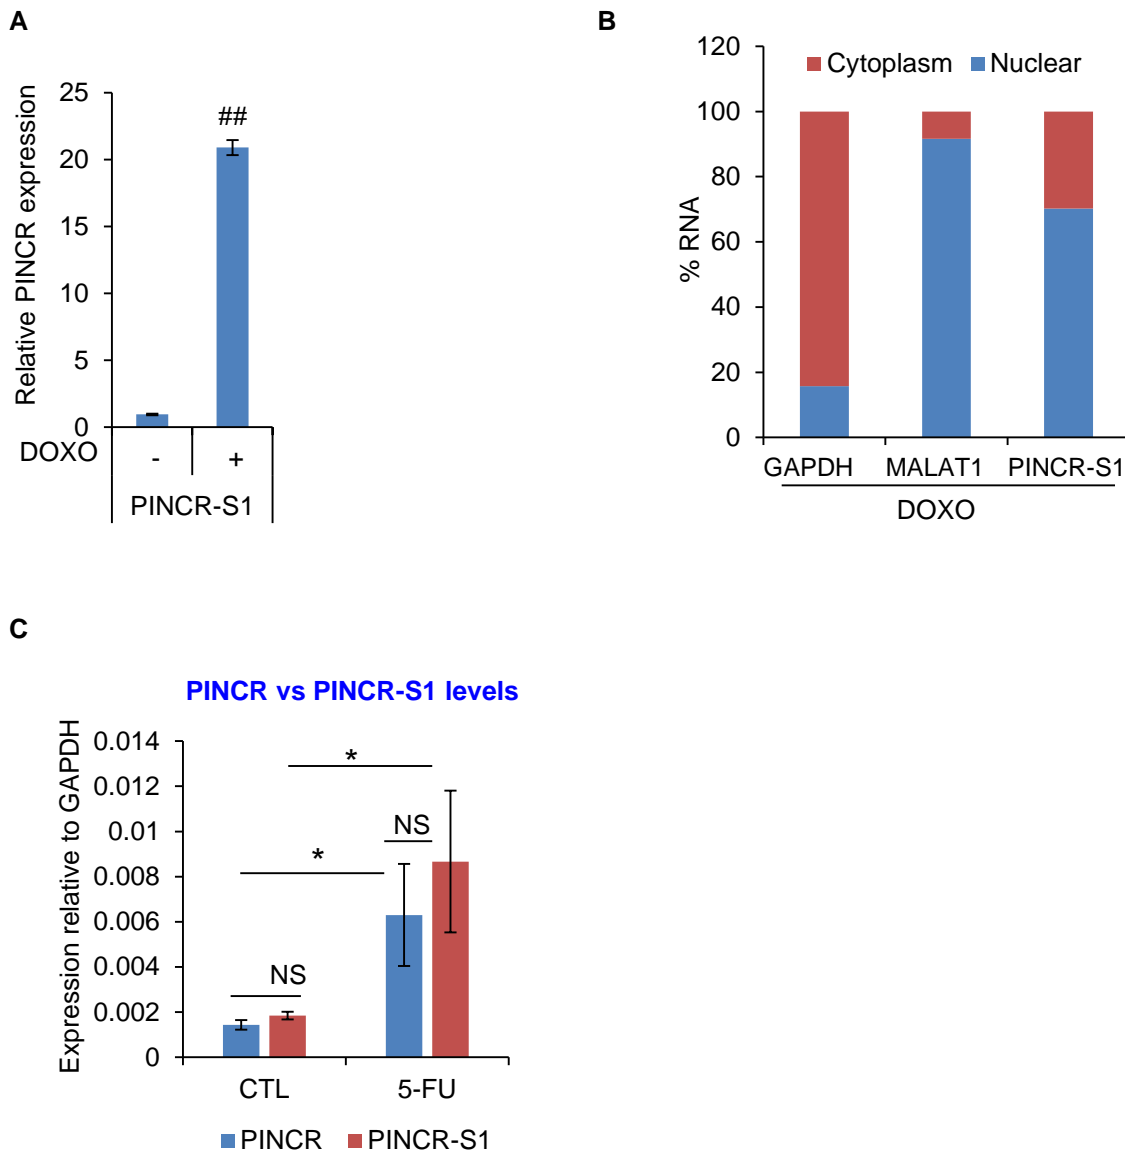 A
Relative PINCR expression
25
20
15
10
5
0
##
DOXO - +
PINCR-S1
B
% RNA
120
100
80
60
40
20
0
Cytoplasm Nuclear
GAPDH MALAT1 PINCR-S1
DOXO
C
PINCR vs PINCR-S1 levels
Expression relative to GAPDH
0.014
0.012
0.01
0.008
0.006
0.004
0.002
0
*
NS
*
NS
CTL 5-FU
PINCR PINCR-S1